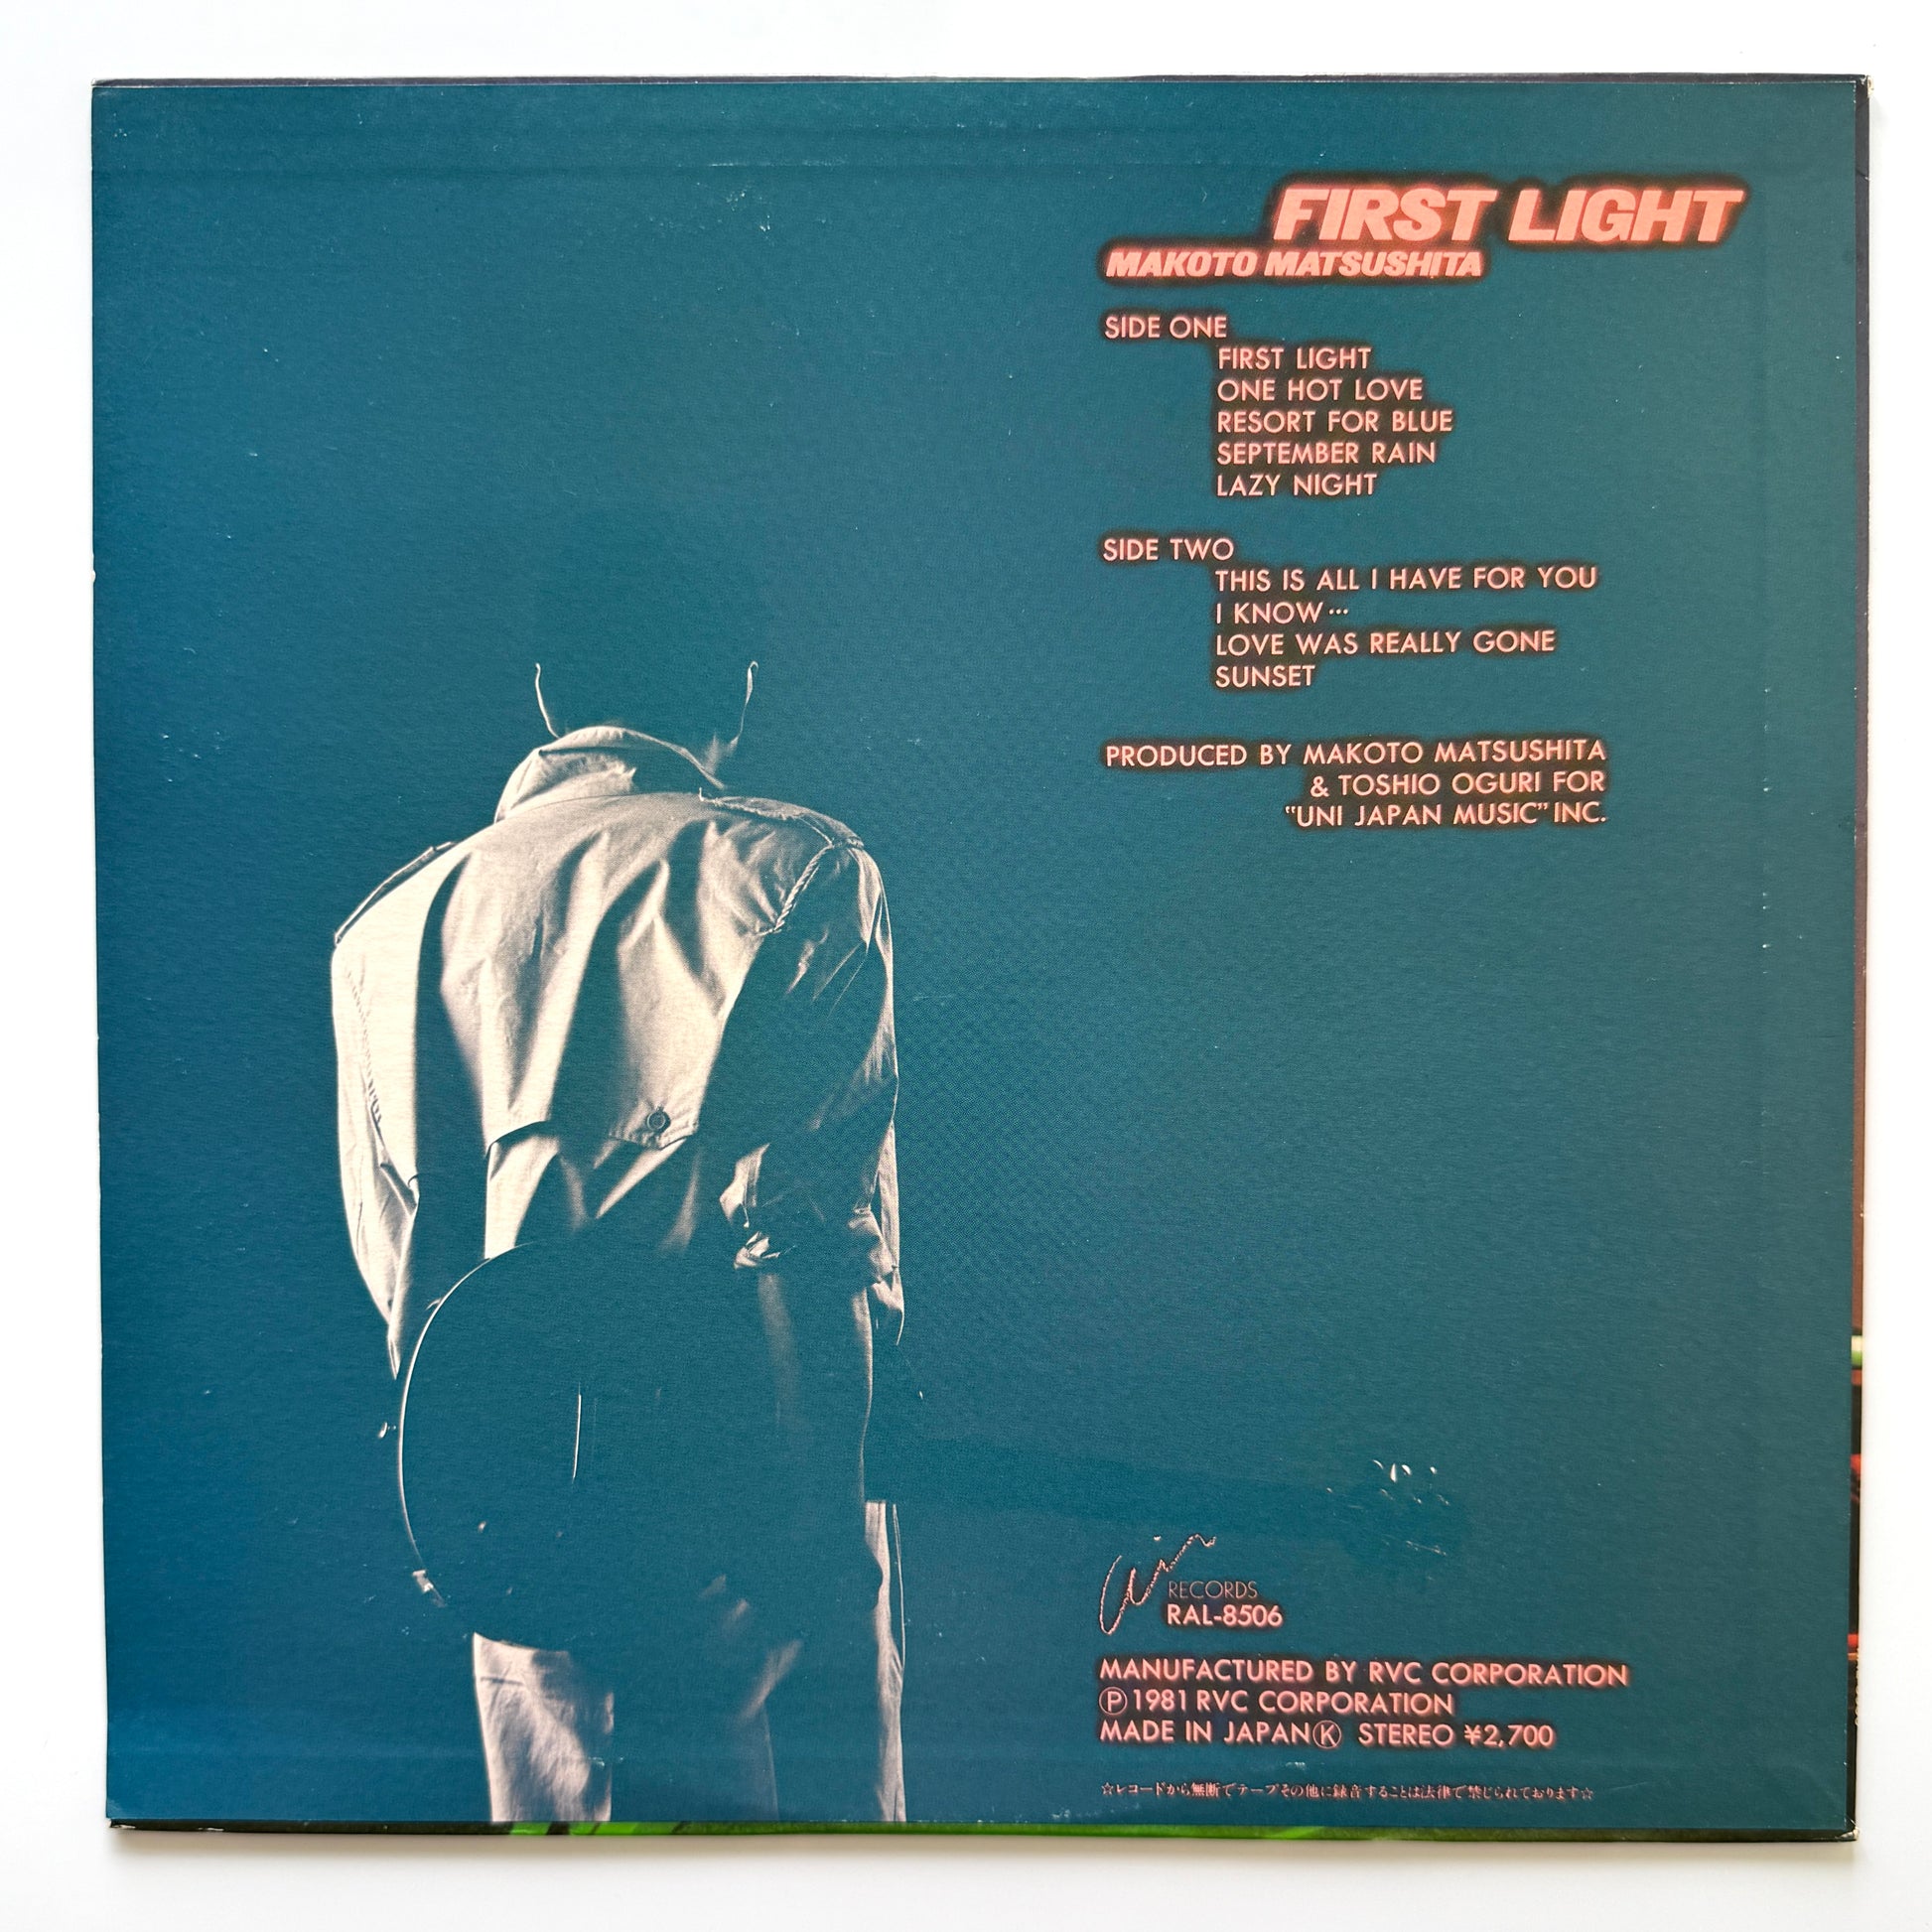 FIRST LIGHT
MAKOTO MATSUSHITA
SIDE ONE
FIRST LIGHT
ONE HOT LOVE
RESORT FOR BLUE
SEPTEMBER RAIN
LAZY NIGHT
SIDE TWO
THIS IS ALL I HAVE FOR YOU
I KNOW…
LOVE WAS REALLY GONE
SUNSET
PRODUCED BY MAKOTO MATSUSHITA
& TOSHIO OGURI FOR
"UNI JAPAN MUSIC" INC.
air
RECORDS
RAL-8506
MANUFACTURED BY RVC CORPORATION
Ⓟ1981 RVC CORPORATION
MADE IN JAPAN Ⓚ STEREO ¥2,700
☆レコードから無断でテープその他に録音することは法律で禁じられております☆